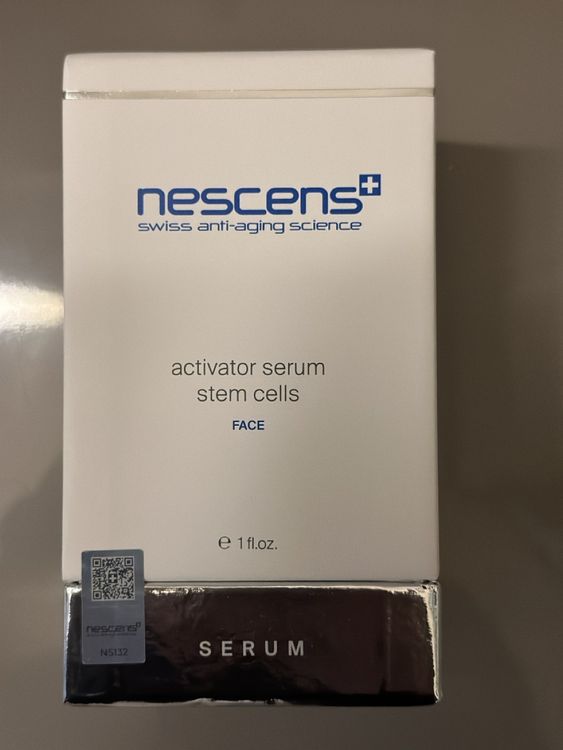 nescens
swiss anti-aging science
activator serum
stem cells
FACE
℮ 1 fl.oz.
nescens
NS132
SERUM